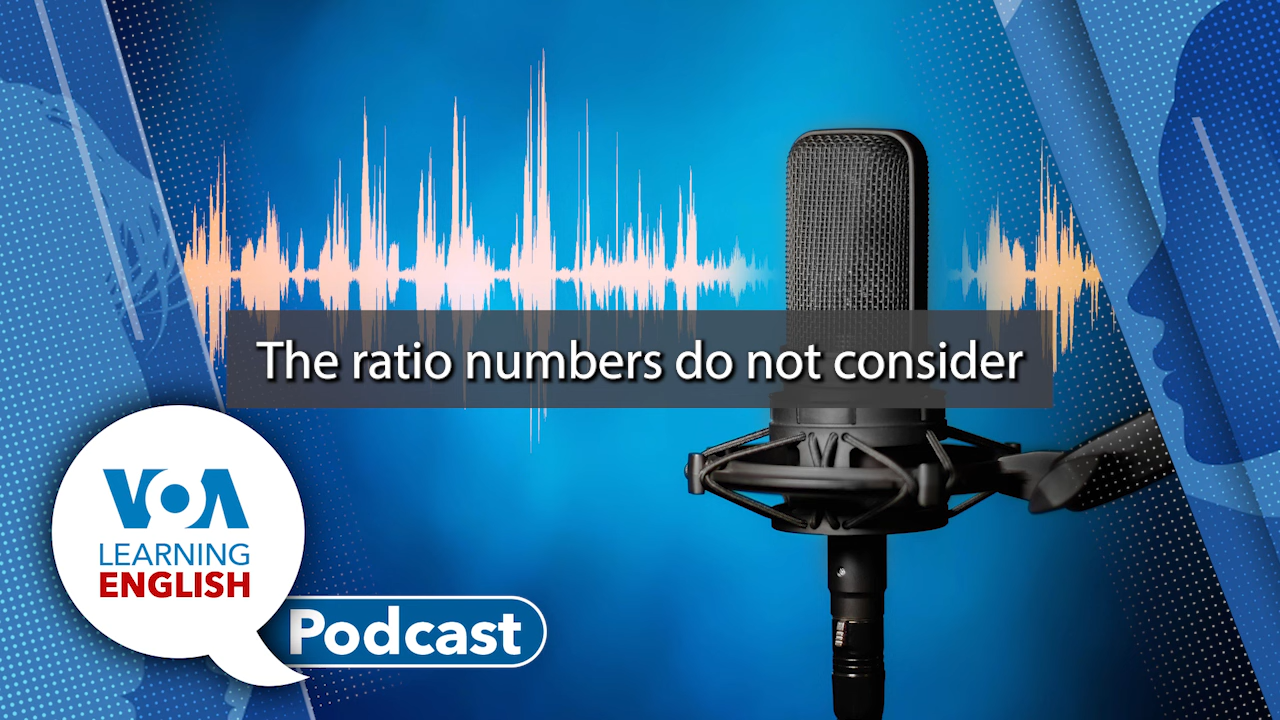 The ratio numbers do not consider
VOA
LEARNING
ENGLISH
Podcast